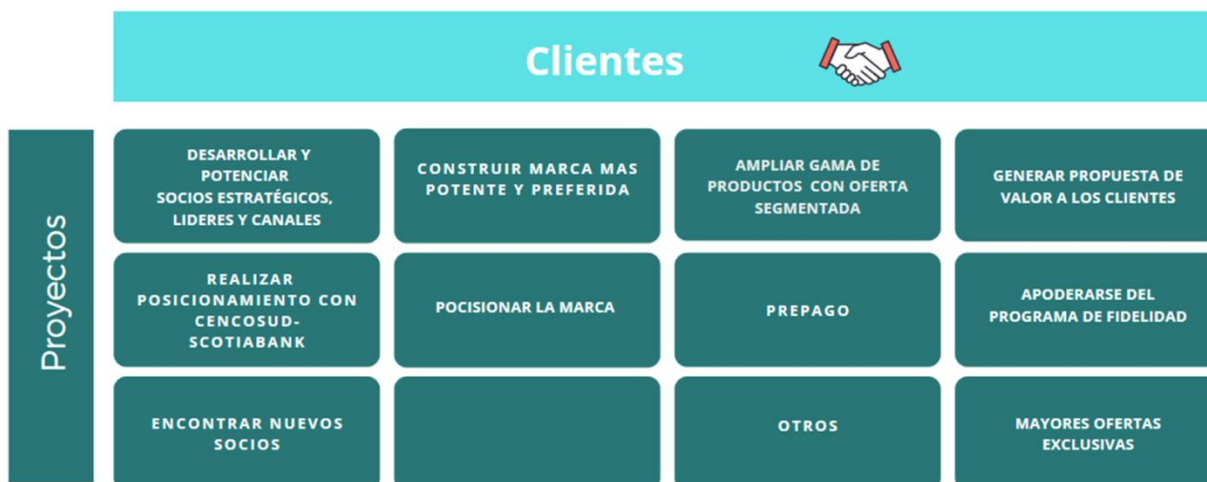 Clientes
Proyectos
DESARROLLAR Y
POTENCIAR
SOCIOS ESTRATÉGICOS,
LIDERES Y CANALES
CONSTRUIR MARCA MAS
POTENTE Y PREFERIDA
AMPLIAR GAMA DE
PRODUCTOS CON OFERTA
SEGMENTADA
GENERAR PROPUESTA DE
VALOR A LOS CLIENTES
REALIZAR
POSICIONAMIENTO CON
CENCOSUD-
SCOTIABANK
POCISIONAR LA MARCA
PREPAGO
APODERARSE DEL
PROGRAMA DE FIDELIDAD
ENCONTRAR NUEVOS
SOCIOS
OTROS
MAYORES OFERTAS
EXCLUSIVAS